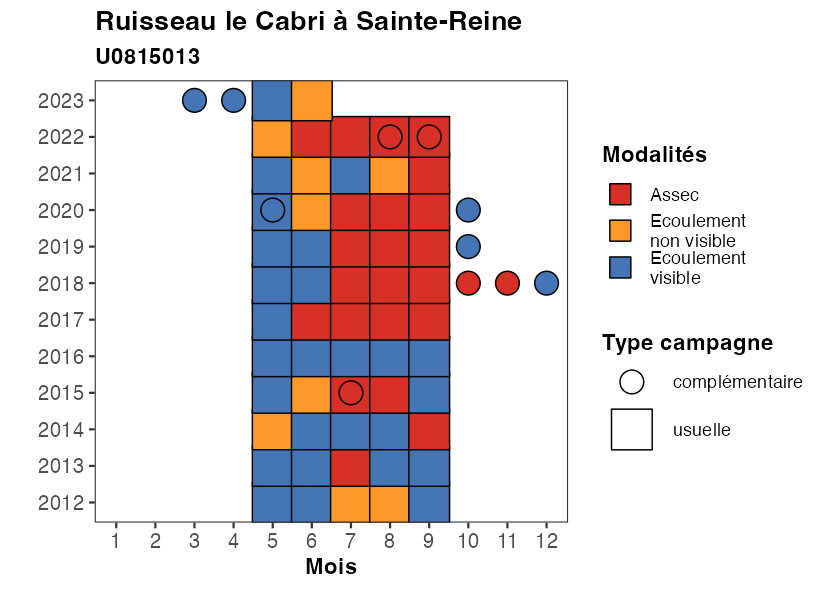 Ruisseau le Cabri à Sainte-Reine
U0815013
2023
2022
2021
2020
2019
2018
2017
2016
2015
2014
2013
2012
1 2 3 4 5 6 7 8 9 10 11 12
Mois
Modalités
Assec
Ecoulement
non visible
Ecoulement
visible
Type campagne
complémentaire
usuelle